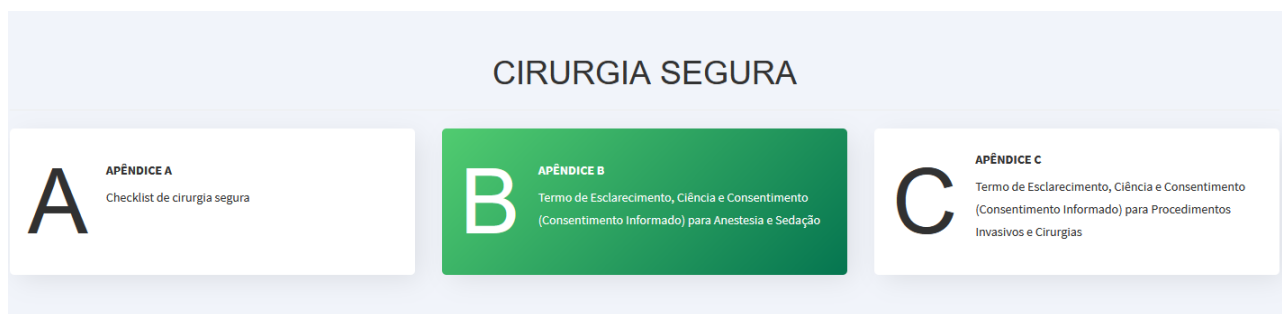 CIRURGIA SEGURA
A
APÊNDICE A
Checklist de cirurgia segura
B
APÊNDICE B
Termo de Esclarecimento, Ciência e Consentimento
(Consentimento Informado) para Anestesia e Sedação
C
APÊNDICE C
Termo de Esclarecimento, Ciência e Consentimento
(Consentimento Informado) para Procedimentos
Invasivos e Cirurgias